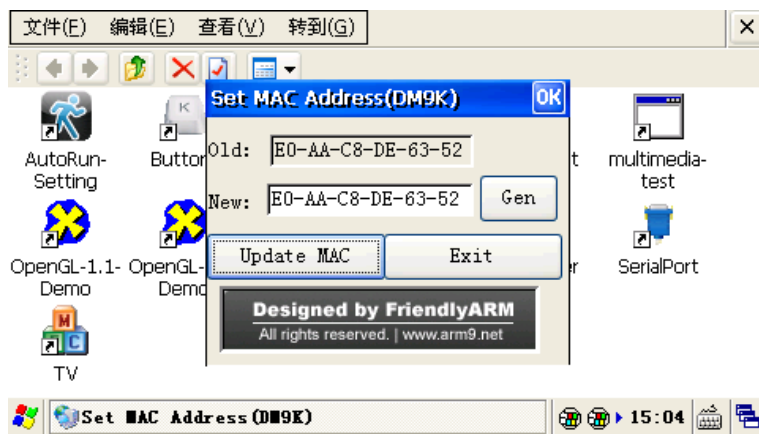 文件(F) 编辑(E) 查看(V) 转到(G)
Set MAC Address(DM9K) OK
Old: E0-AA-C8-DE-63-52
New: E0-AA-C8-DE-63-52 Gen
Update MAC Exit
Designed by FriendlyARM
All rights reserved. | www.arm9.net
AutoRun-
Setting
Button
multimedia-
test
OpenGL-1.1-
Demo
OpenGL-
Demo
SerialPort
TV
Set MAC Address(DM9K) 15:04